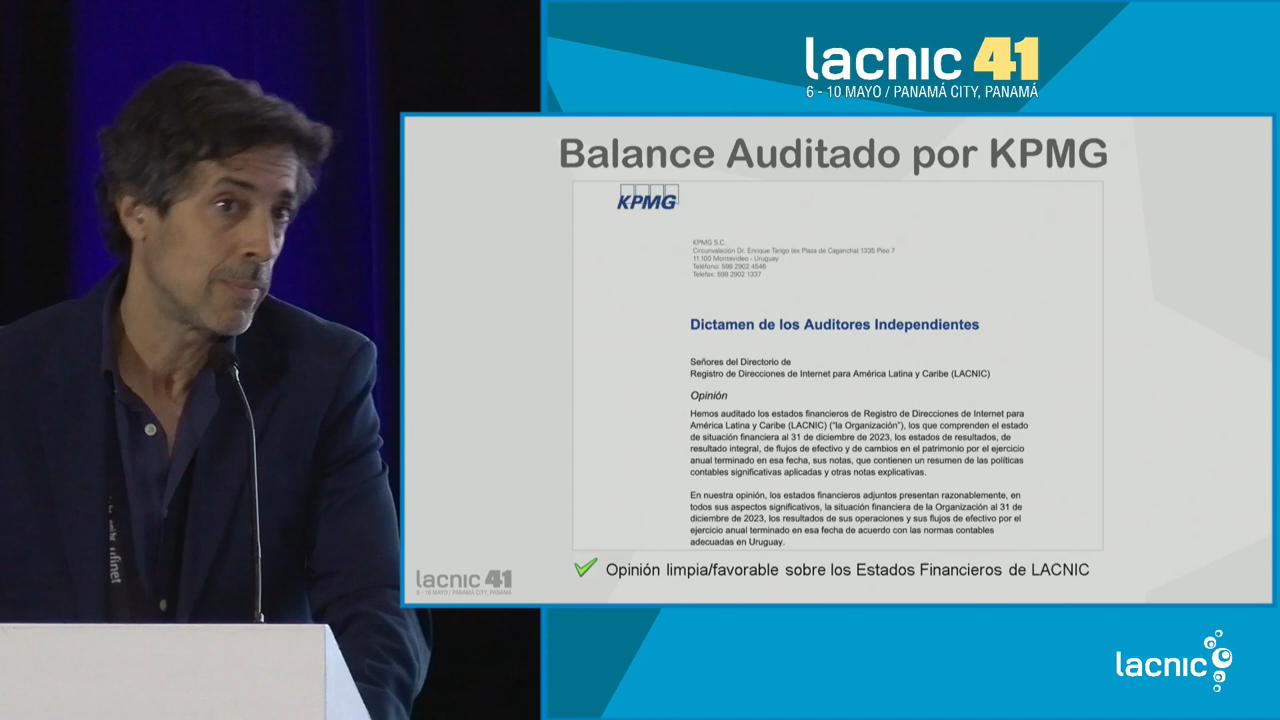 lacnic 41
6 - 10 MAYO / PANAMÁ CITY, PANAMÁ
Balance Auditado por KPMG
KPMG
KPMG S.C.
Circunvalación Dr. Enrique Tarigo (ex Plaza de Cagancha) 1335 Piso 7
11.100 Montevideo - Uruguay
Teléfono: 598 2902 4546
Telefax: 598 2902 1337
Dictamen de los Auditores Independientes
Señores del Directorio de
Registro de Direcciones de Internet para América Latina y Caribe (LACNIC)
Opinión
Hemos auditado los estados financieros de Registro de Direcciones de Internet para
América Latina y Caribe (LACNIC) ("la Organización"), los que comprenden el estado
de situación financiera al 31 de diciembre de 2023, los estados de resultados, de
resultado integral, de flujos de efectivo y de cambios en el patrimonio por el ejercicio
anual terminado en esa fecha, sus notas, que contienen un resumen de las políticas
contables significativas aplicadas y otras notas explicativas.
En nuestra opinión, los estados financieros adjuntos presentan razonablemente, en
todos sus aspectos significativos, la situación financiera de la Organización al 31 de
diciembre de 2023, los resultados de sus operaciones y sus flujos de efectivo por el
ejercicio anual terminado en esa fecha de acuerdo con las normas contables
adecuadas en Uruguay.
Opinión limpia/favorable sobre los Estados Financieros de LACNIC
lacnic 41
6 - 10 MAYO / PANAMÁ CITY, PANAMÁ
ufinet
lacnic